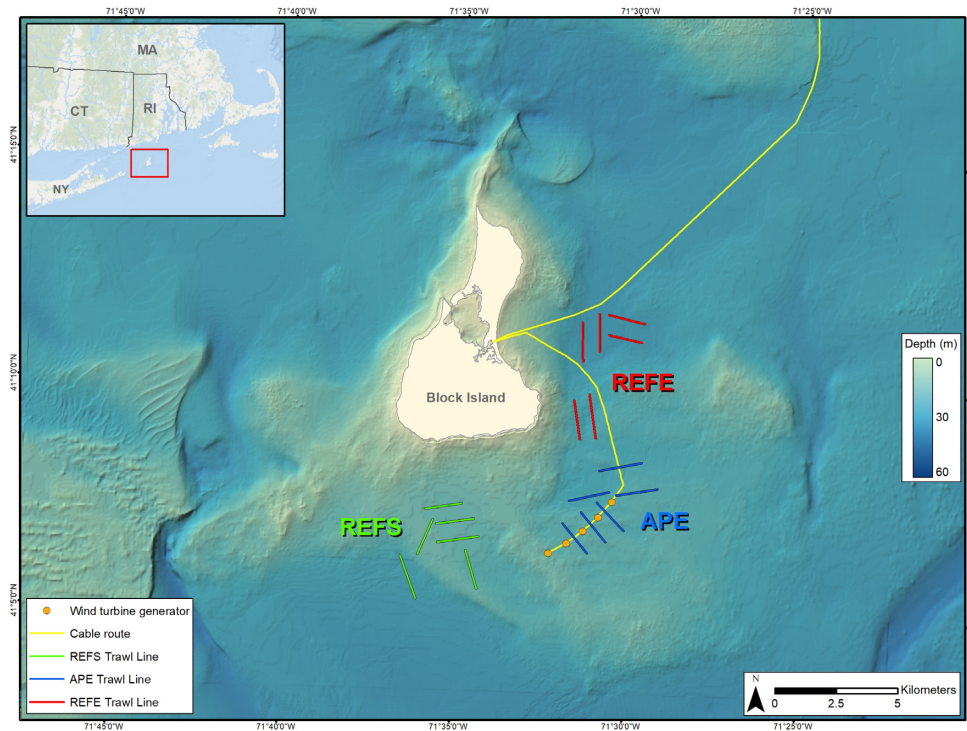 71°45'0"W 71°40'0"W 71°35'0"W 71°30'0"W 71°25'0"W
MA
CT
RI
NY
41°15'0"N
41°10'0"N
41°5'0"N
Block Island
REFE
REFS
APE
Depth (m)
0
30
60
Wind turbine generator
Cable route
REFS Trawl Line
APE Trawl Line
REFE Trawl Line
N
Kilometers
0 2.5 5
71°45'0"W 71°40'0"W 71°35'0"W 71°30'0"W 71°25'0"W